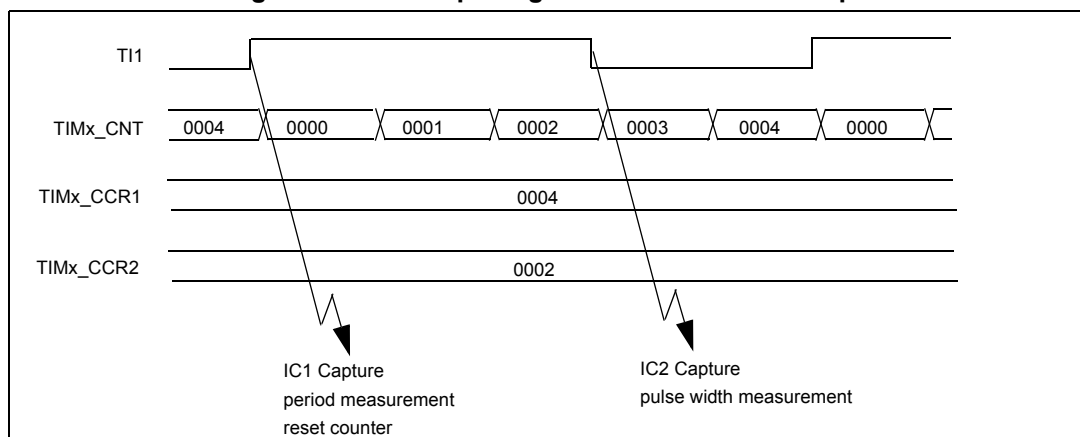 TI1
TIMx_CNT 0004 0000 0001 0002 0003 0004 0000
TIMx_CCR1 0004
TIMx_CCR2 0002
IC1 Capture
period measurement
reset counter
IC2 Capture
pulse width measurement